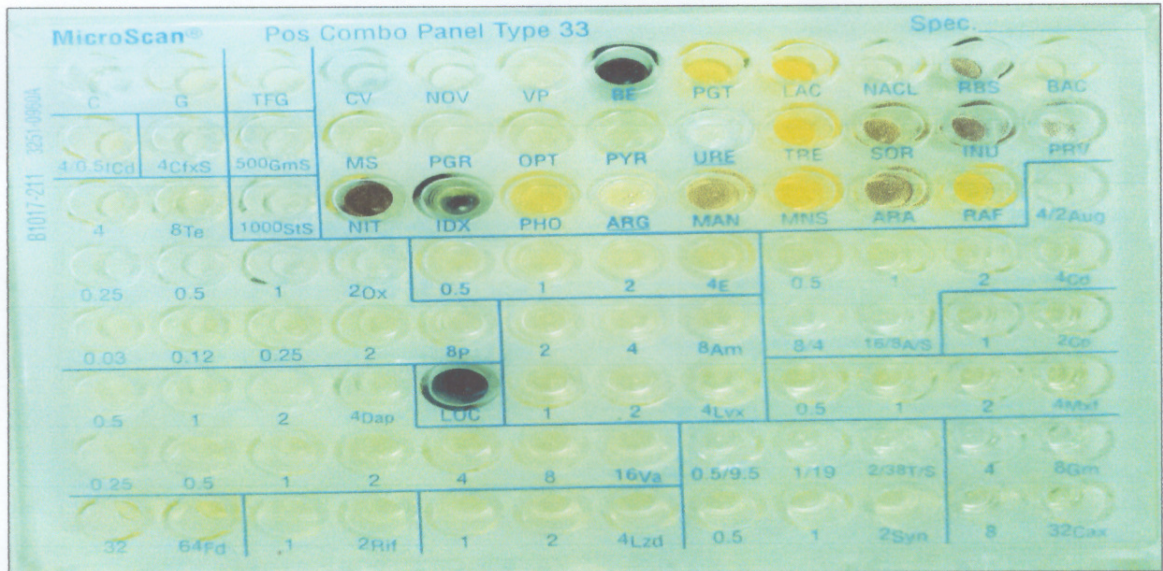 MicroScan® Pos Combo Panel Type 33 Spec.
C G TFG CV NOV VP BE PGT LAC NACL RBS BAC
4/0.5fCd 4CfxS 500GmS MS PGR OPT PYR URE TRE SOR INU PRV
4 8Te 1000StS NIT IDX PHO ARG MAN MNS ARA RAF 4/2Aug
0.25 0.5 1 2Ox 0.5 1 2 4E 0.5 1 2 4Cd
0.03 0.12 0.25 2 8P 2 4 8Am 8/4 16/8A/S 1 2Cp
0.5 1 2 4Dap LOC 1 2 4Lvx 0.5 1 2 4Mxf
0.25 0.5 1 2 4 8 16Va 0.5/9.5 1/19 2/38T/S 4 8Gm
32 64Fd 1 2Rif 1 2 4Lzd 0.5 1 2Syn 8 32Cax
B1017-211